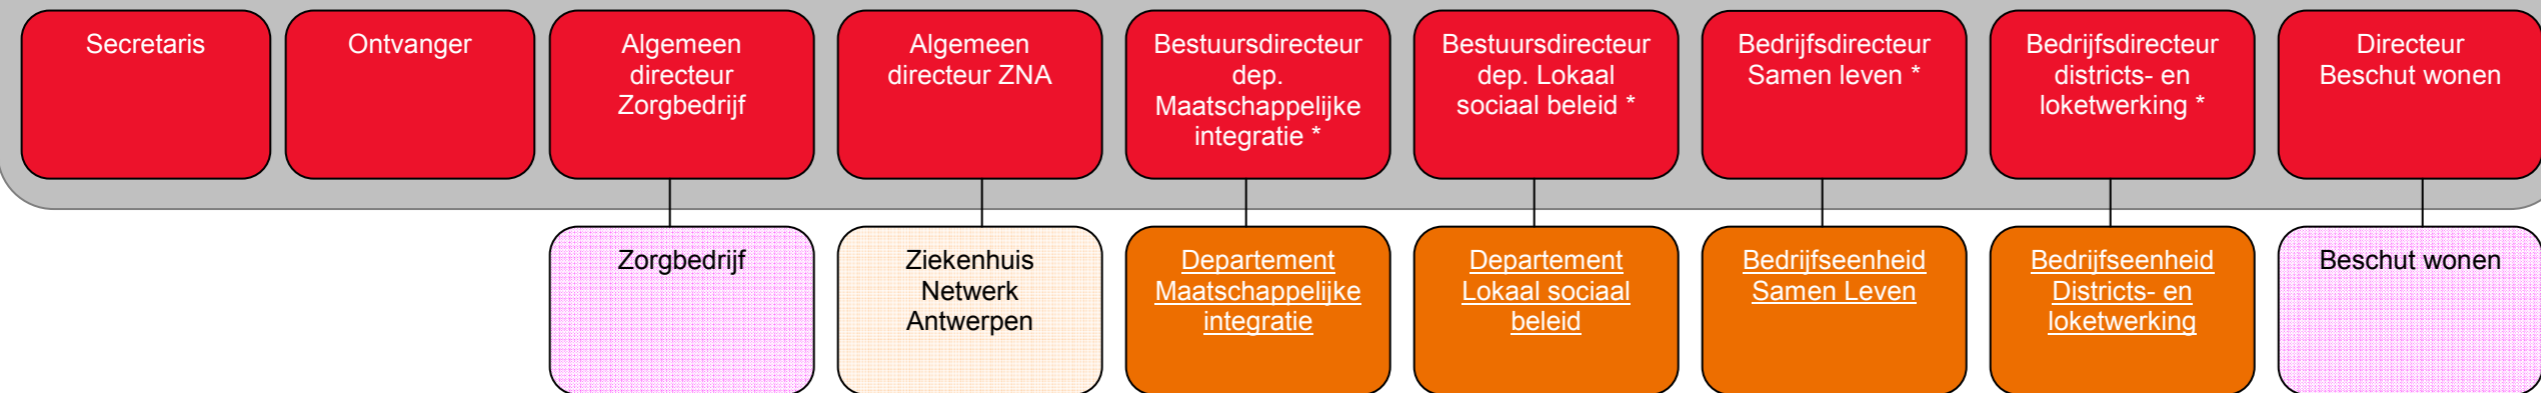 Secretaris
Ontvanger
Algemeen
directeur
Zorgbedrijf
Algemeen
directeur ZNA
Bestuursdirecteur
dep.
Maatschappelijke
integratie *
Bestuursdirecteur
dep. Lokaal
sociaal beleid *
Bedrijfsdirecteur
Samen leven *
Bedrijfsdirecteur
districts- en
loketwerking *
Directeur
Beschut wonen
Zorgbedrijf
Ziekenhuis
Netwerk
Antwerpen
Departement
Maatschappelijke
integratie
Departement
Lokaal sociaal
beleid
Bedrijfseenheid
Samen Leven
Bedrijfseenheid
Districts- en
loketwerking
Beschut wonen